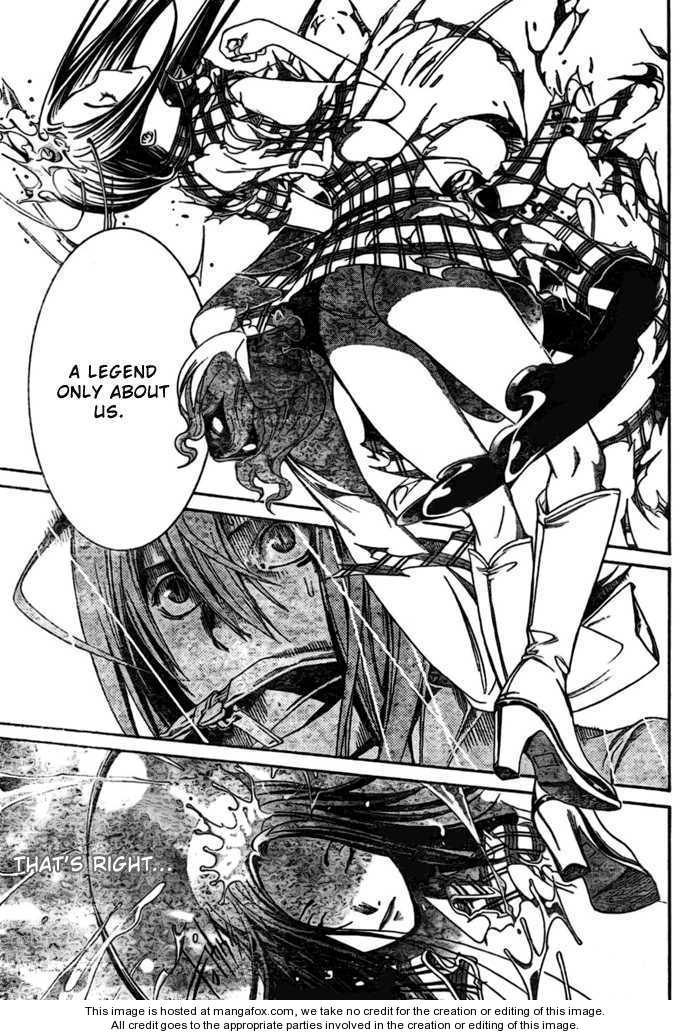 A LEGEND
ONLY ABOUT
US.
THAT'S RIGHT...
This image is hosted at mangafox.com, we take no credit for the creation or editing of this image.
All credit goes to the appropriate parties involved in the creation or editing of this image.